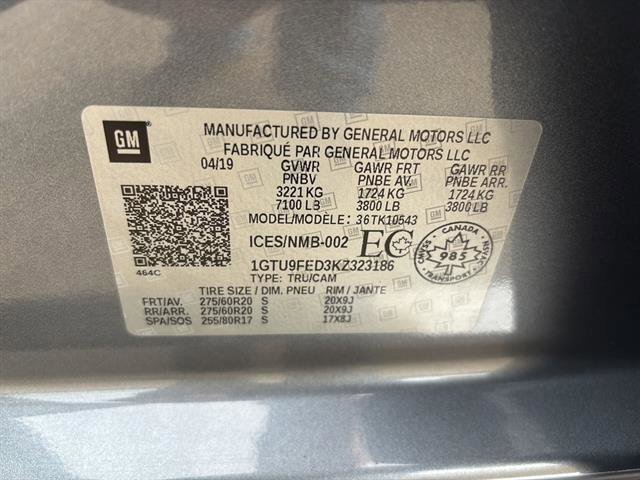 GM
MANUFACTURED BY GENERAL MOTORS LLC
FABRIQUÉ PAR GENERAL MOTORS LLC
04/19 GVWR GAWR FRT GAWR RR
PNBV PNBE AV. PNBE ARR.
3221 KG 1724 KG 1724 KG
7100 LB 3800 LB 3800 LB
MODEL/MODÈLE: 36TK10543
ICES/NMB-002 EC
CANADA
985
TRANSPORT
464C
1GTU9FED3KZ323186
TYPE: TRU/CAM
TIRE SIZE / DIM. PNEU RIM / JANTE
FRT/AV. 275/60R20 S 20X9J
RR/ARR. 275/60R20 S 20X9J
SPA/SOS 255/80R17 S 17X8J